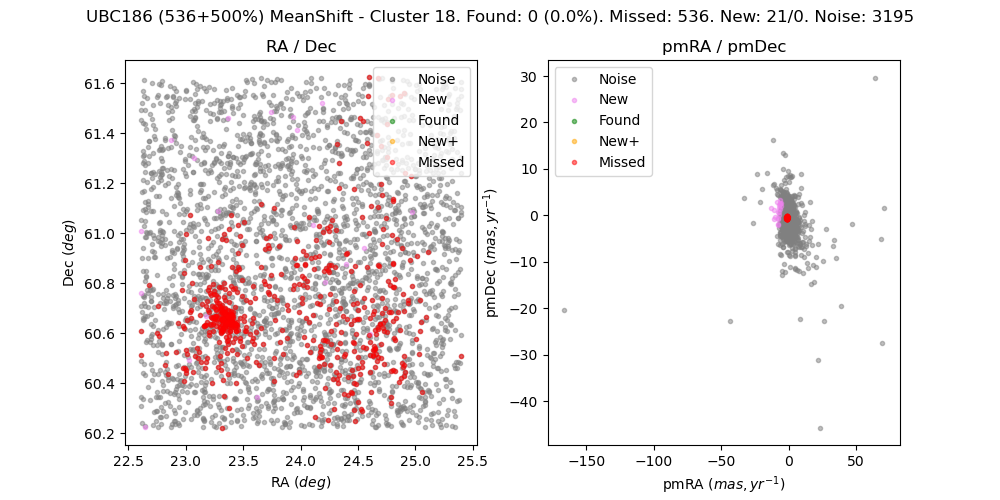 UBC186 (536+500%) MeanShift - Cluster 18. Found: 0 (0.0%). Missed: 536. New: 21/0. Noise: 3195
RA / Dec
61.6
61.4
61.2
61.0
60.8
60.6
60.4
60.2
Dec (deg)
Noise
New
Found
New+
Missed
22.5 23.0 23.5 24.0 24.5 25.0 25.5
RA (deg)
pmRA / pmDec
30
20
10
0
−10
−20
−30
−40
pmDec (mas, yr⁻¹)
Noise
New
Found
New+
Missed
−150 −100 −50 0 50
pmRA (mas, yr⁻¹)